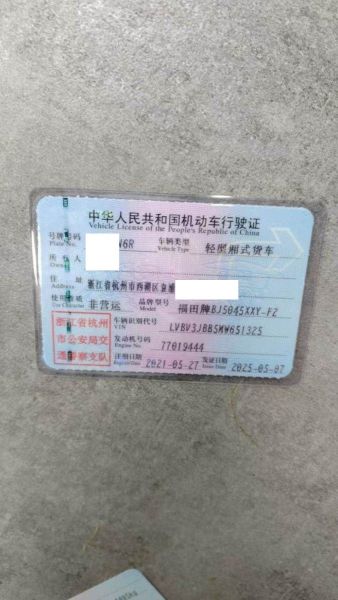 中华人民共和国机动车行驶证
Vehicle License of the People's Republic of China
号牌号码 Plate No. N6R 车辆类型 Vehicle Type 轻型厢式货车
所有人 Owner
住址 Address 浙江省杭州市西湖区
使用性质 Use Character 非营运 品牌型号 Model 福田牌BJ5045XXY-FZ
浙江省杭州市公安局交通警察支队
车辆识别代号 VIN LVBV3JBB5MW651325
发动机号码 Engine No. 77019444
注册日期 Register Date 2021-05-27 发证日期 Issue Date 2025-05-07